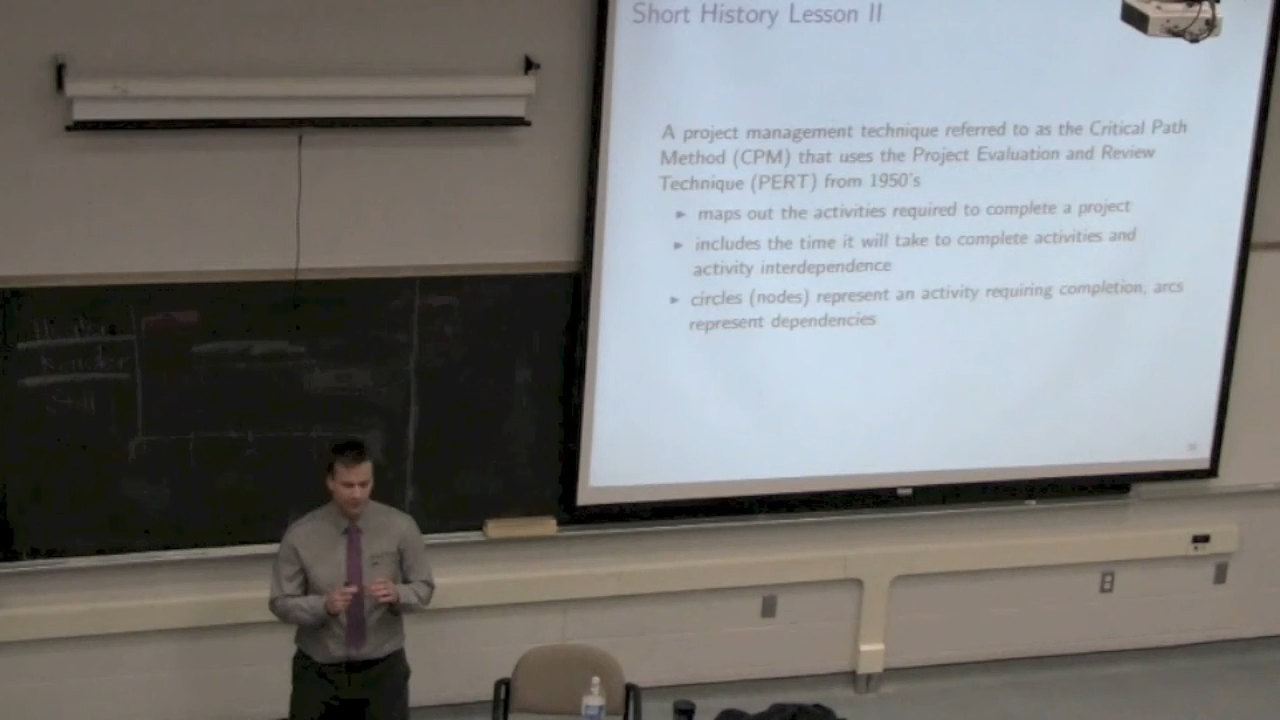 Short History Lesson II
A project management technique referred to as the Critical Path
Method (CPM) that uses the Project Evaluation and Review
Technique (PERT) from 1950's
► maps out the activities required to complete a project
► includes the time it will take to complete activities and
activity interdependence
► circles (nodes) represent an activity requiring completion, arcs
represent dependencies